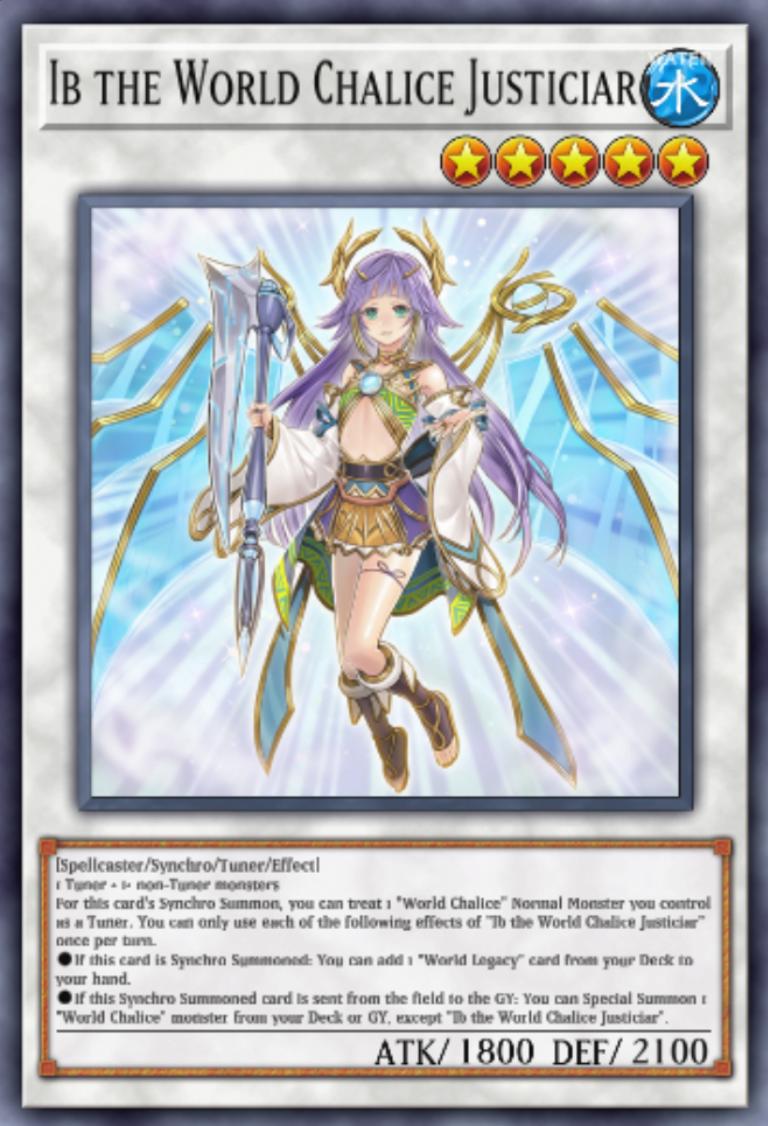 IB THE WORLD CHALICE JUSTICIAR
WATER
水
[Spellcaster/Synchro/Tuner/Effect]
1 Tuner + 1+ non-Tuner monsters
For this card's Synchro Summon, you can treat 1 "World Chalice" Normal Monster you control
as a Tuner. You can only use each of the following effects of "Ib the World Chalice Justiciar"
once per turn.
●If this card is Synchro Summoned: You can add 1 "World Legacy" card from your Deck to
your hand.
●If this Synchro Summoned card is sent from the field to the GY: You can Special Summon 1
"World Chalice" monster from your Deck or GY, except "Ib the World Chalice Justiciar".
ATK/ 1800 DEF/ 2100